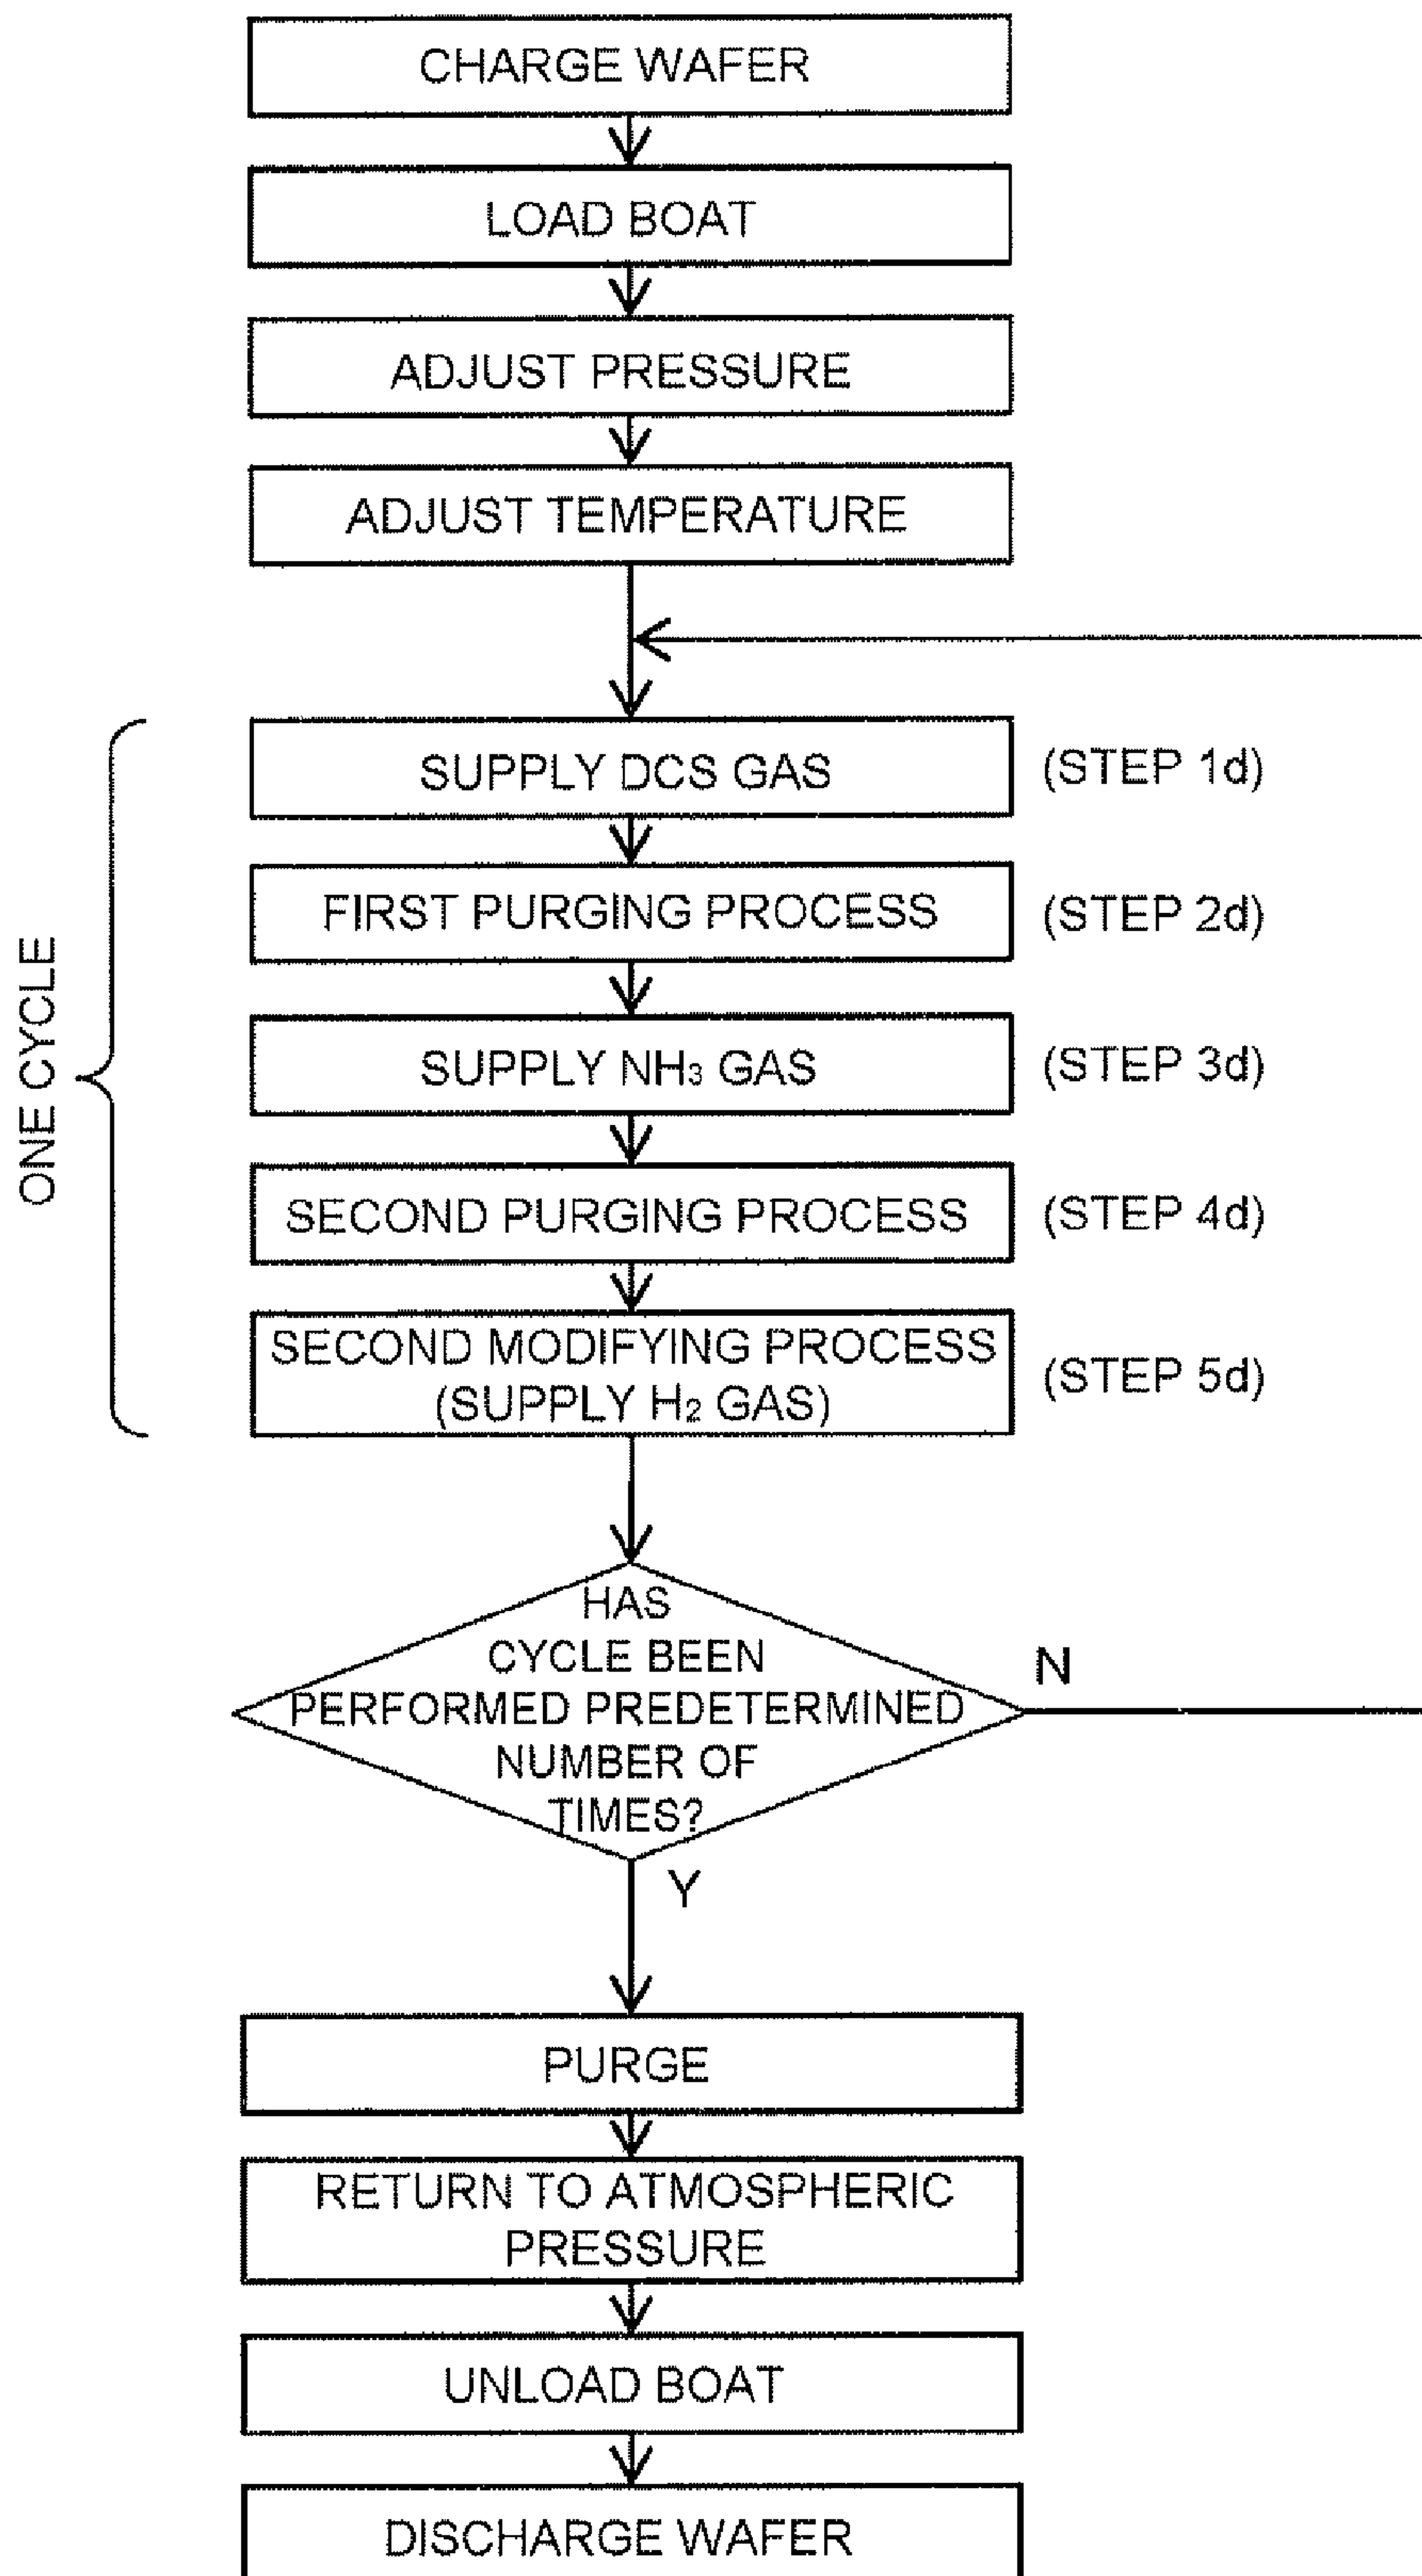 CHARGE WAFER
LOAD BOAT
ADJUST PRESSURE
ADJUST TEMPERATURE
ONE CYCLE
SUPPLY DCS GAS
(STEP 1d)
FIRST PURGING PROCESS
(STEP 2d)
SUPPLY NH₃ GAS
(STEP 3d)
SECOND PURGING PROCESS
(STEP 4d)
SECOND MODIFYING PROCESS
(SUPPLY H₂ GAS)
(STEP 5d)
HAS
CYCLE BEEN
PERFORMED PREDETERMINED
NUMBER OF
TIMES?
N
Y
PURGE
RETURN TO ATMOSPHERIC
PRESSURE
UNLOAD BOAT
DISCHARGE WAFER